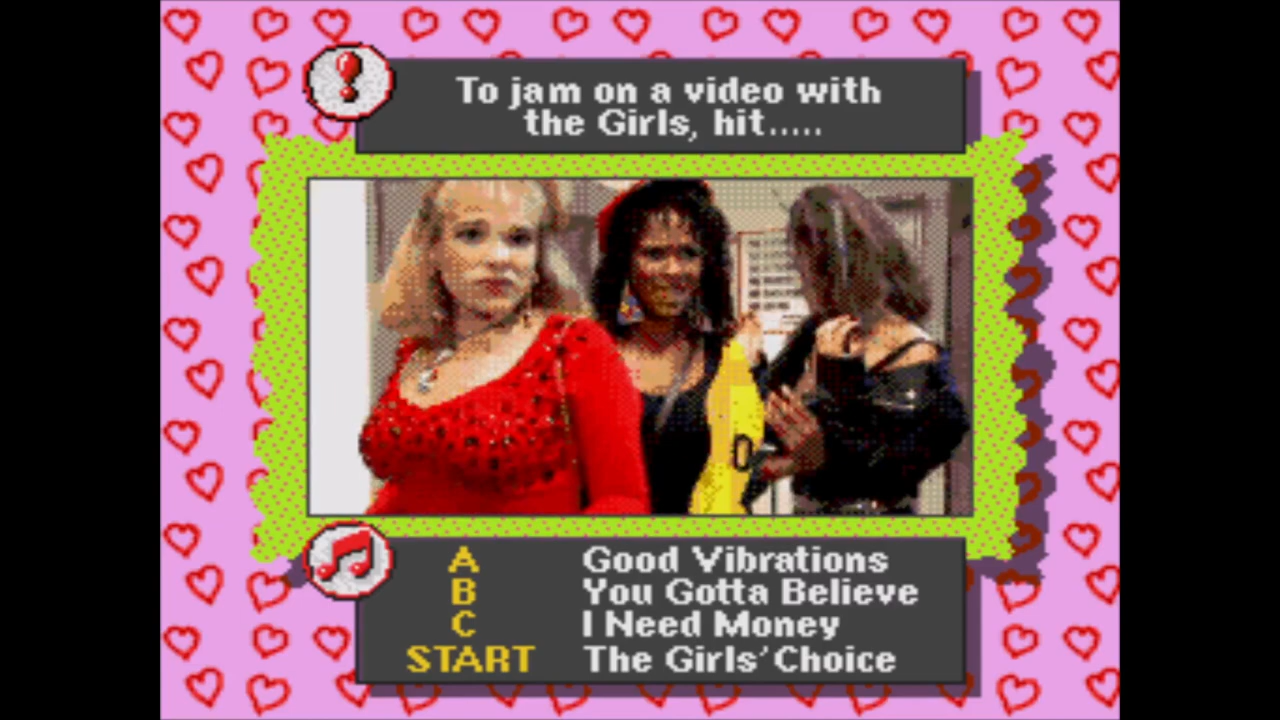 To jam on a video with
the Girls, hit.....
A Good Vibrations
B You Gotta Believe
C I Need Money
START The Girls' Choice